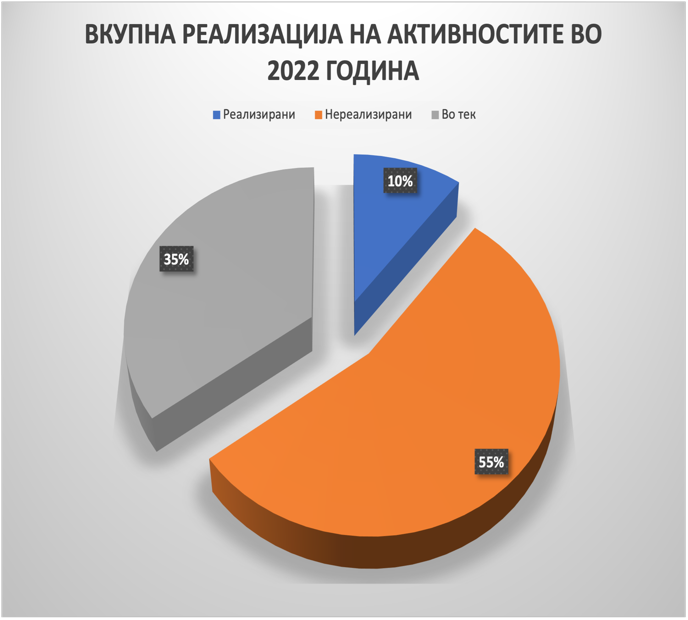 ВКУПНА РЕАЛИЗАЦИЈА НА АКТИВНОСТИТЕ ВО
2022 ГОДИНА
Реализирани Нереализирани Во тек
10%
35%
55%